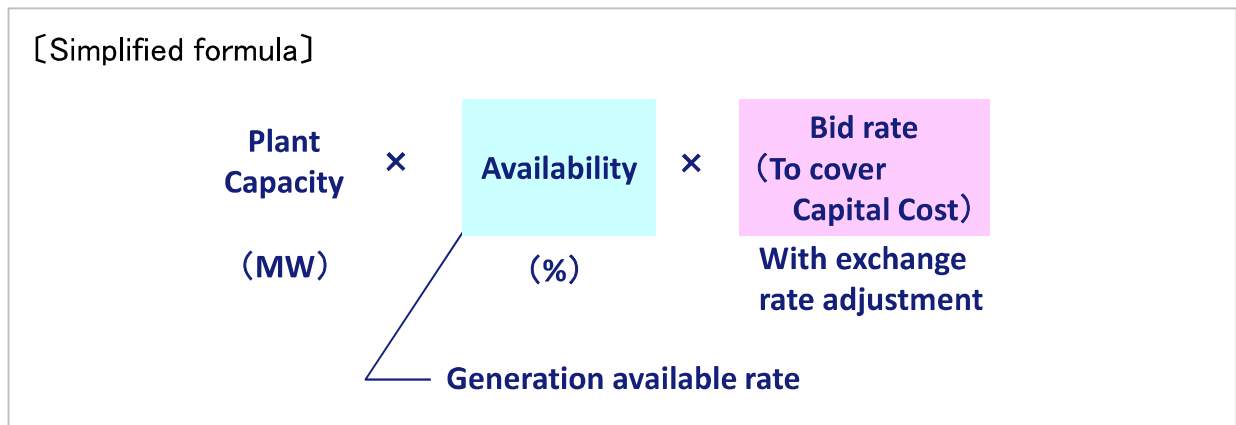 〔Simplified formula〕
Plant
Capacity
×
Availability
×
Bid rate
（To cover
Capital Cost）
（MW）
（%）
With exchange
rate adjustment
Generation available rate